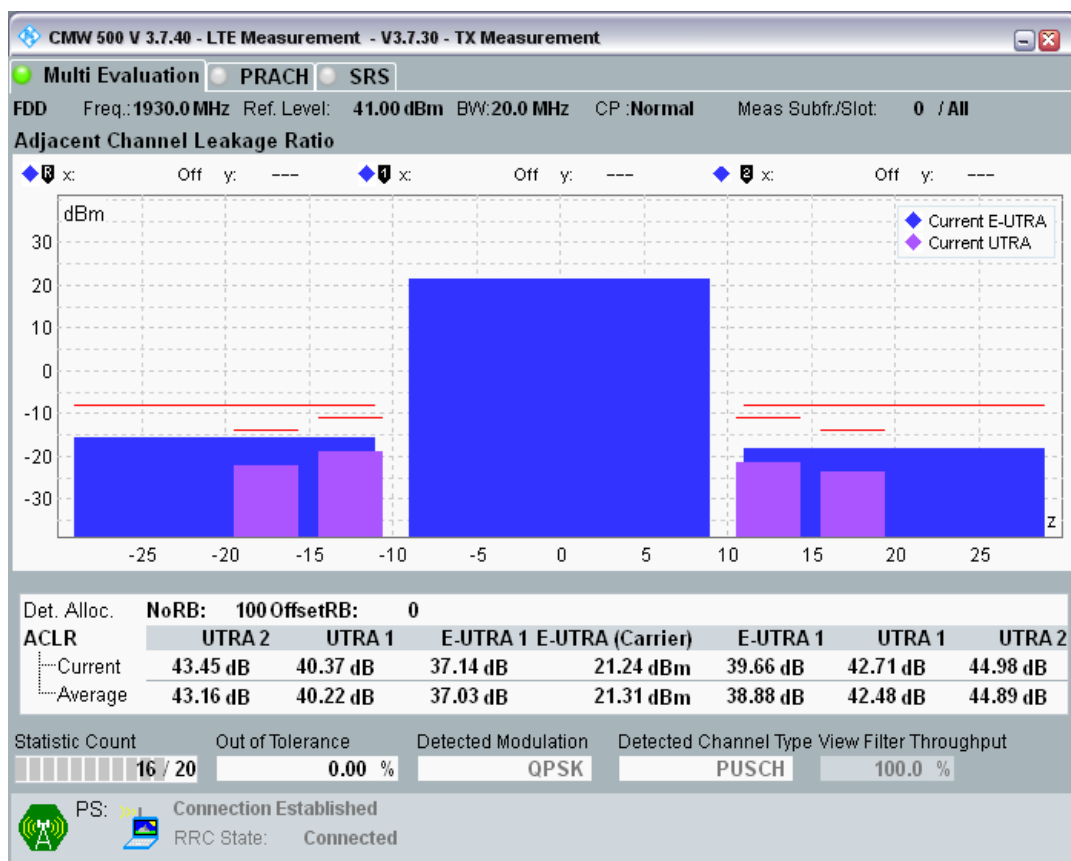 CMW 500 V 3.7.40 - LTE Measurement - V3.7.30 - TX Measurement
Multi Evaluation PRACH SRS
FDD Freq.: 1930.0 MHz Ref. Level: 41.00 dBm BW: 20.0 MHz CP : Normal Meas Subfr./Slot: 0 / All
Adjacent Channel Leakage Ratio
R x: Off y: --- 1 x: Off y: --- 2 x: Off y: ---
dBm
Current E-UTRA
Current UTRA
30
20
10
0
-10
-20
-30
z
-25 -20 -15 -10 -5 0 5 10 15 20 25
Det. Alloc. NoRB: 100 OffsetRB: 0
ACLR UTRA 2 UTRA 1 E-UTRA 1 E-UTRA (Carrier) E-UTRA 1 UTRA 1 UTRA 2
Current 43.45 dB 40.37 dB 37.14 dB 21.24 dBm 39.66 dB 42.71 dB 44.98 dB
Average 43.16 dB 40.22 dB 37.03 dB 21.31 dBm 38.88 dB 42.48 dB 44.89 dB
Statistic Count Out of Tolerance Detected Modulation Detected Channel Type View Filter Throughput
16 / 20 0.00 % QPSK PUSCH 100.0 %
PS: Connection Established
RRC State: Connected